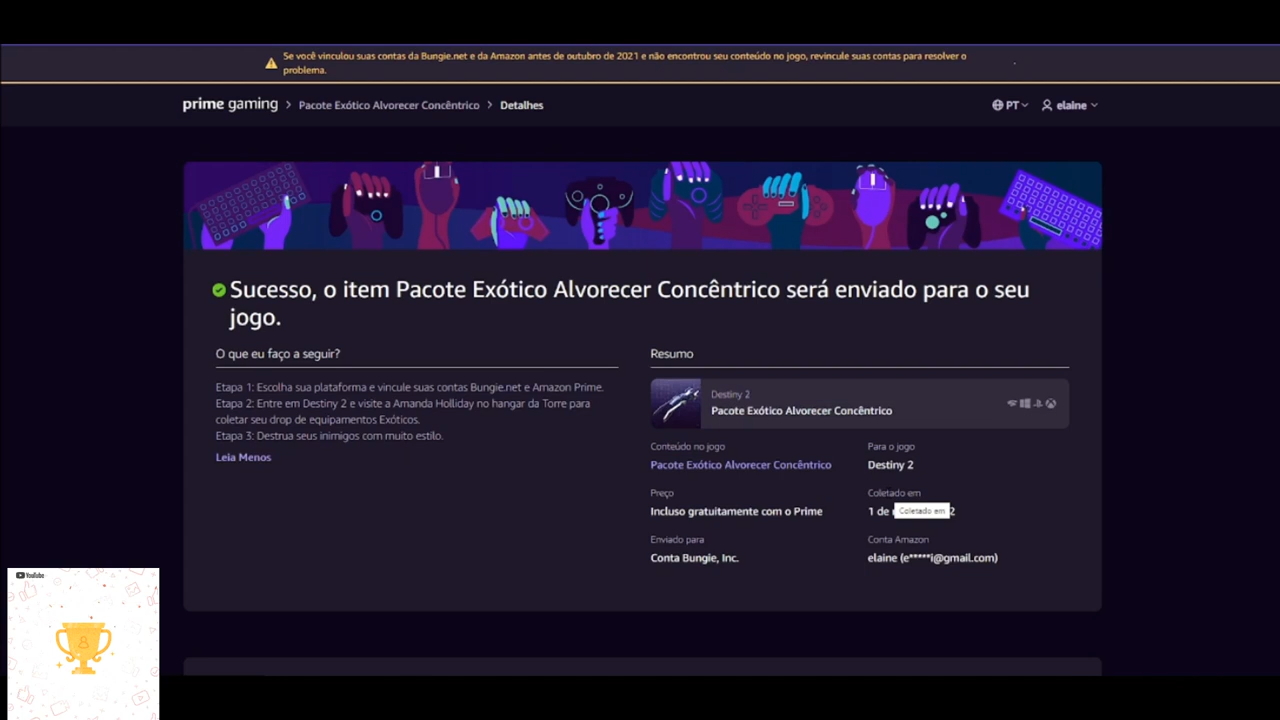 Se você vinculou suas contas da Bungie.net e da Amazon antes de outubro de 2021 e não encontrou seu conteúdo no jogo, revincule suas contas para resolver o
problema.
prime gaming > Pacote Exótico Alvorecer Concêntrico > Detalhes
PT elaine
Sucesso, o item Pacote Exótico Alvorecer Concêntrico será enviado para o seu
jogo.
O que eu faço a seguir?
Etapa 1: Escolha sua plataforma e vincule suas contas Bungie.net e Amazon Prime.
Etapa 2: Entre em Destiny 2 e visite a Amanda Holliday no hangar da Torre para
coletar seu drop de equipamentos Exóticos.
Etapa 3: Destrua seus inimigos com muito estilo.
Leia Menos
Resumo
Destiny 2
Pacote Exótico Alvorecer Concêntrico
Conteúdo no jogo
Pacote Exótico Alvorecer Concêntrico
Para o jogo
Destiny 2
Preço
Incluso gratuitamente com o Prime
Coletado em
1 de
Coletado em
2
Enviado para
Conta Bungie, Inc.
Conta Amazon
elaine (e*****i@gmail.com)
YouTube